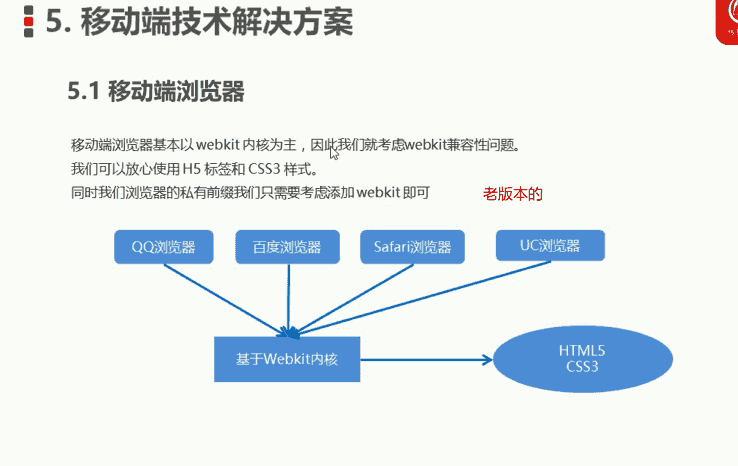 5. 移动端技术解决方案
5.1 移动端浏览器
移动端浏览器基本以 webkit 内核为主，因此我们就考虑webkit兼容性问题。
我们可以放心使用 H5 标签和 CSS3 样式。
同时我们浏览器的私有前缀我们只需要考虑添加 webkit 即可 老版本的
QQ浏览器 百度浏览器 Safari浏览器 UC浏览器
基于Webkit内核
HTML5
CSS3